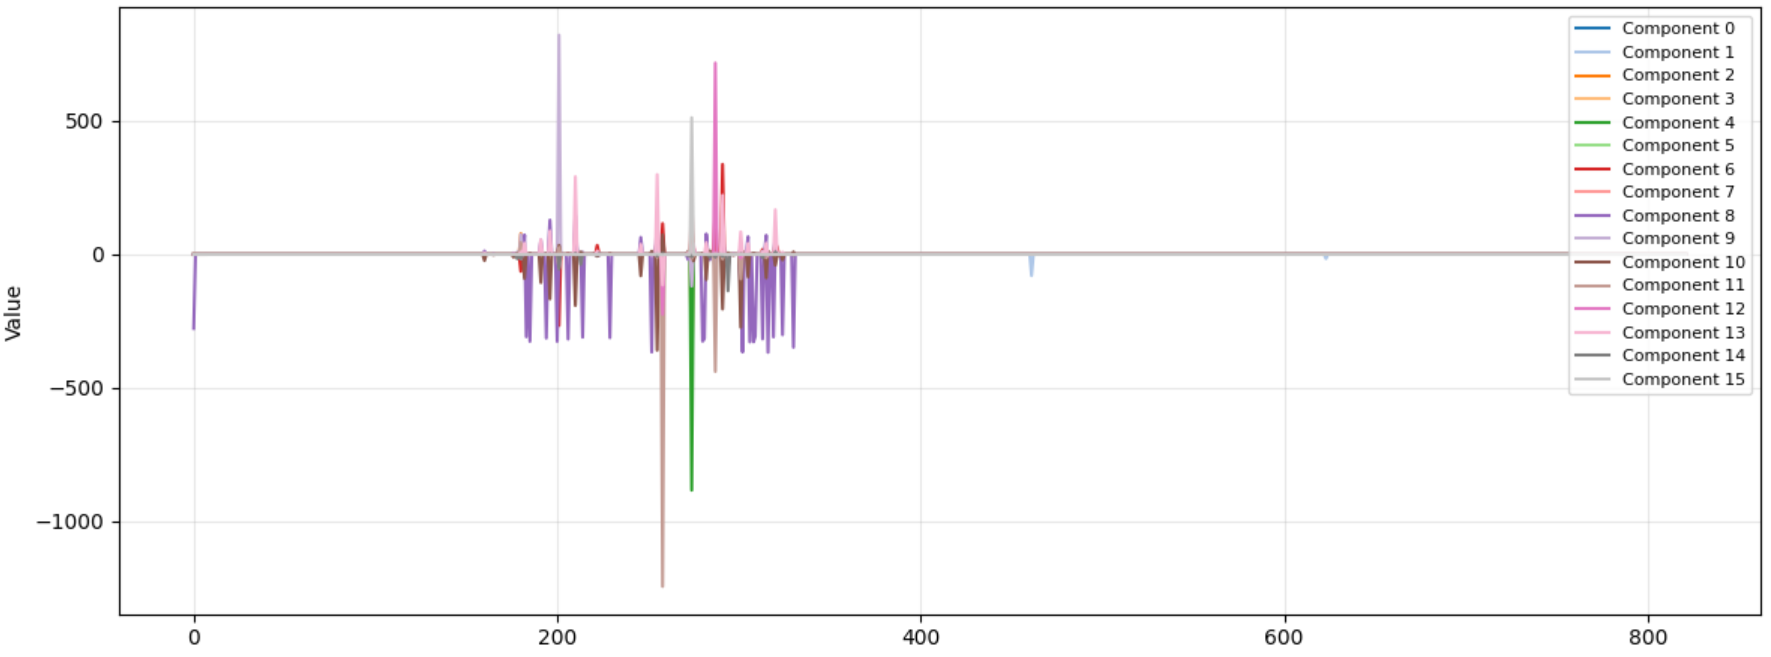 Value
500
0
−500
−1000
0
200
400
600
800
Component 0
Component 1
Component 2
Component 3
Component 4
Component 5
Component 6
Component 7
Component 8
Component 9
Component 10
Component 11
Component 12
Component 13
Component 14
Component 15